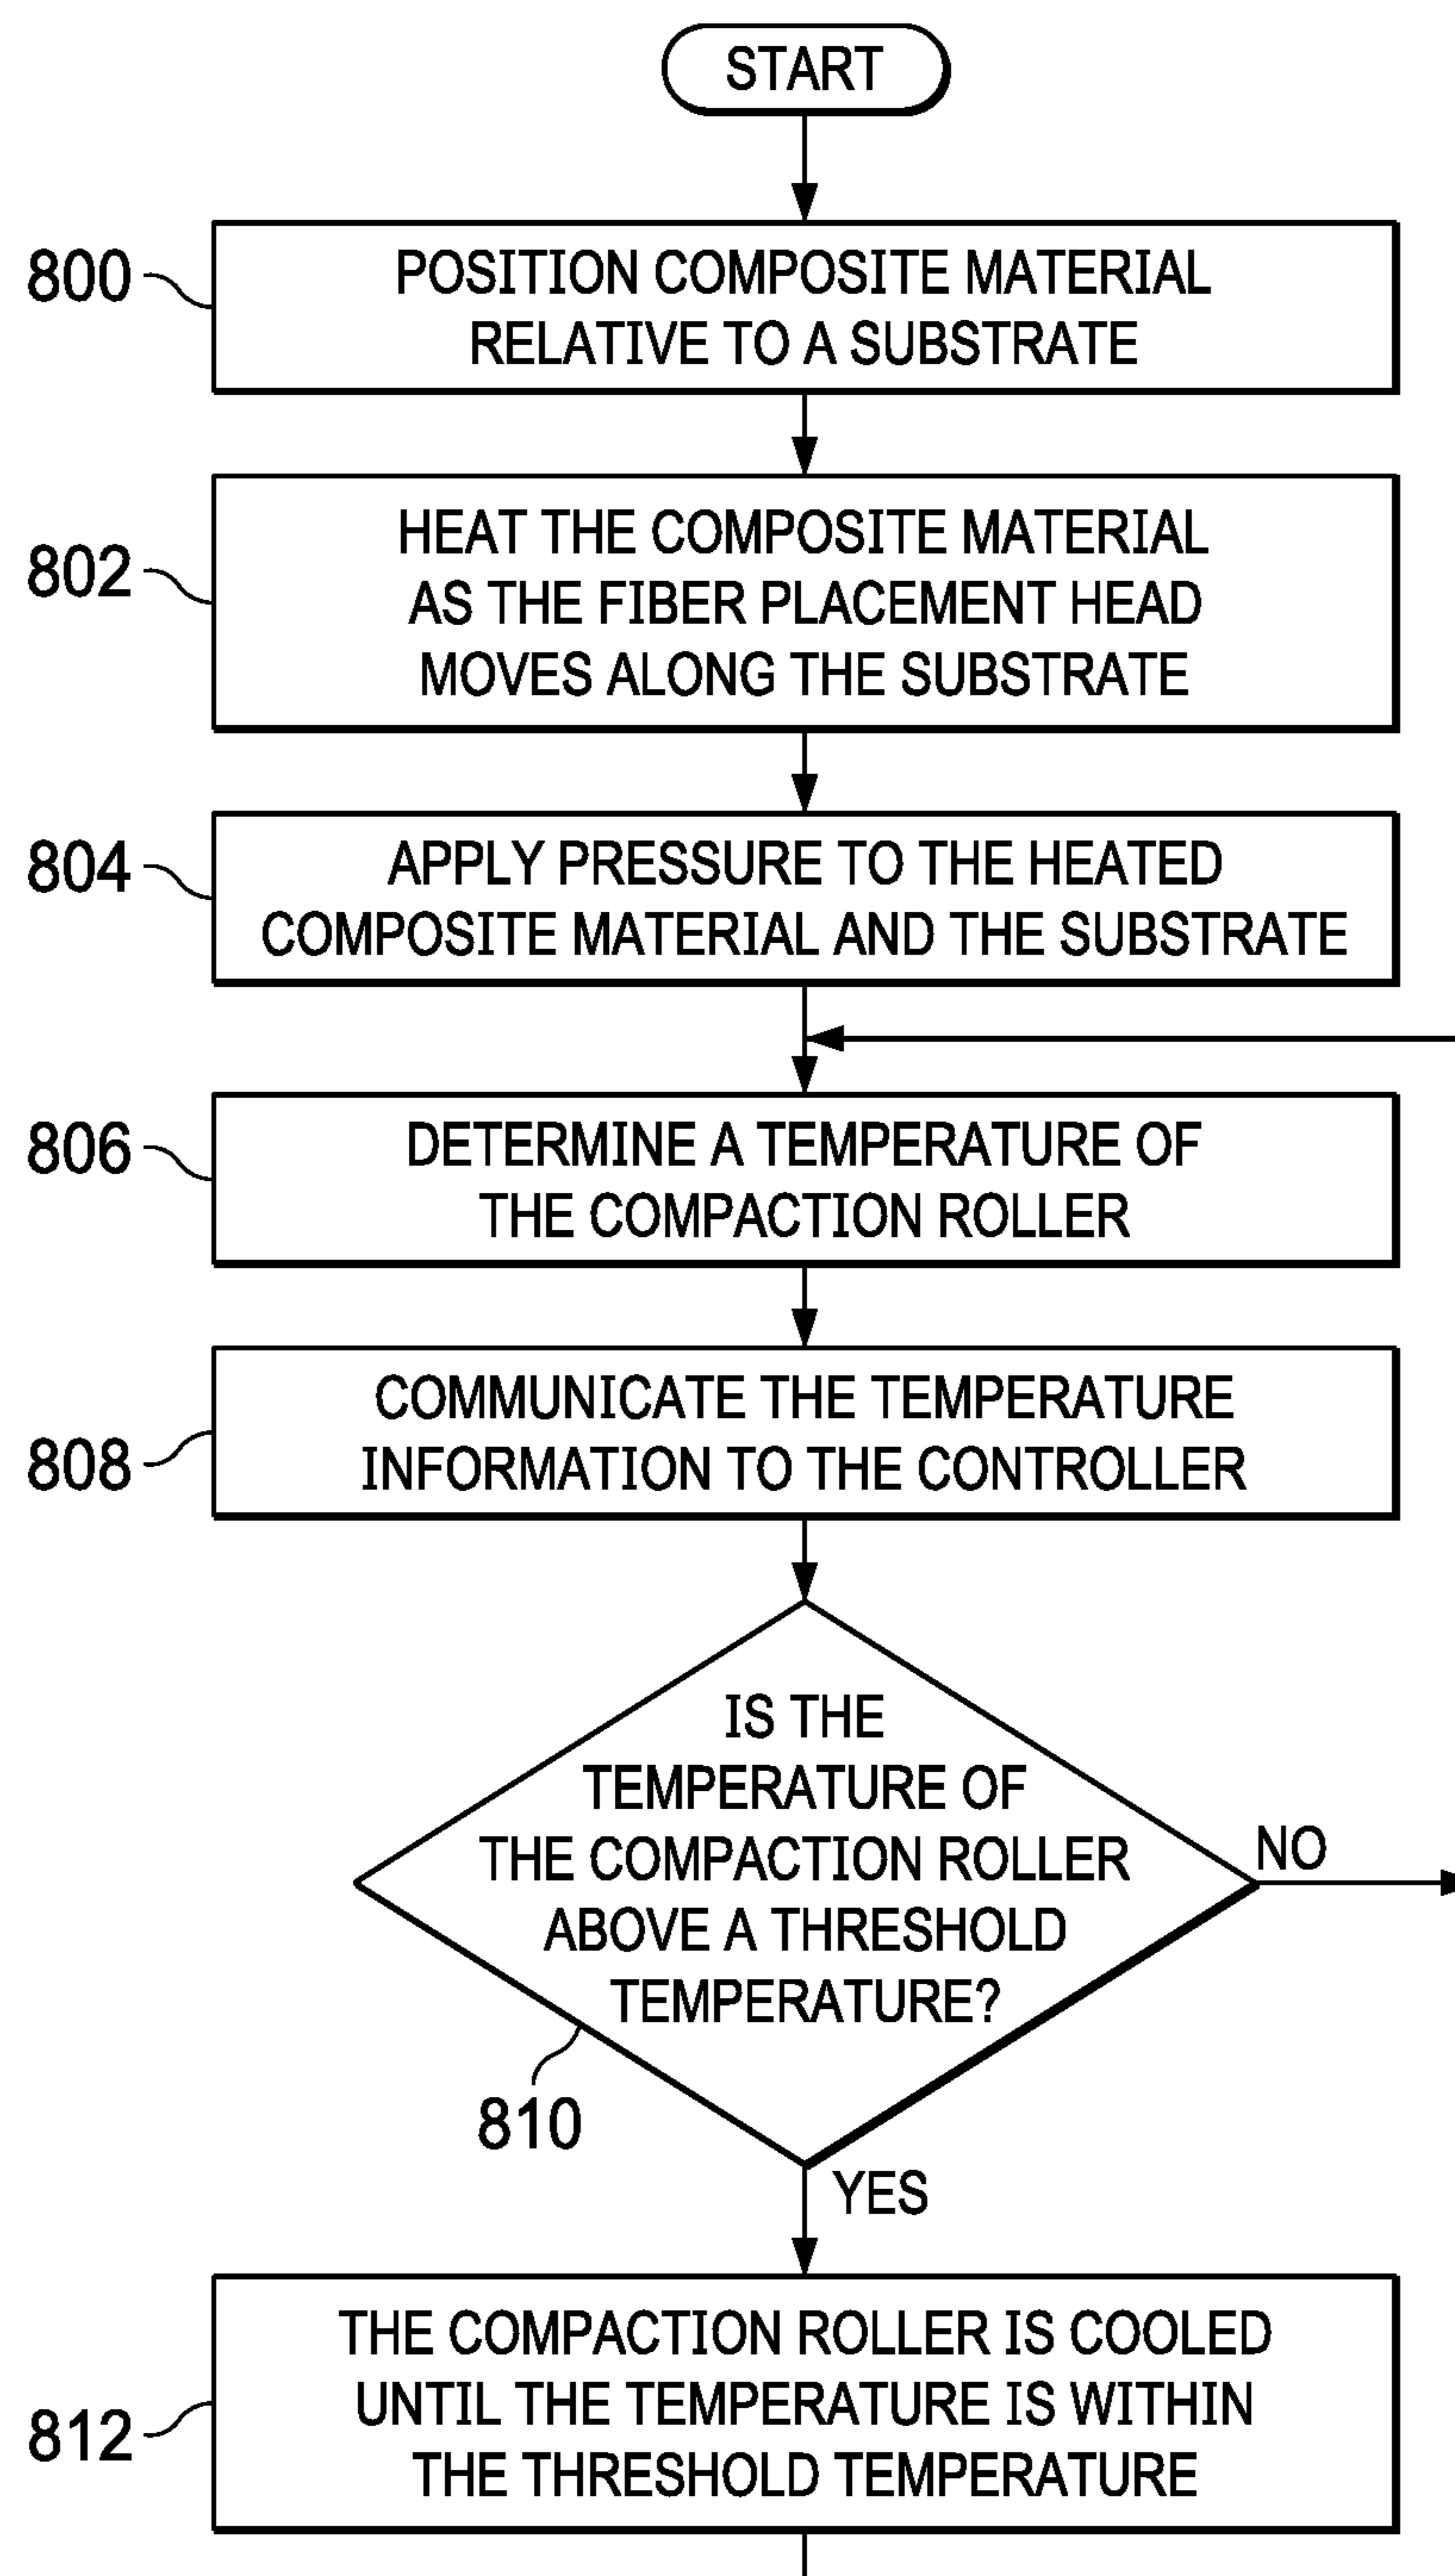 START
800
POSITION COMPOSITE MATERIAL
RELATIVE TO A SUBSTRATE
802
HEAT THE COMPOSITE MATERIAL
AS THE FIBER PLACEMENT HEAD
MOVES ALONG THE SUBSTRATE
804
APPLY PRESSURE TO THE HEATED
COMPOSITE MATERIAL AND THE SUBSTRATE
806
DETERMINE A TEMPERATURE OF
THE COMPACTION ROLLER
808
COMMUNICATE THE TEMPERATURE
INFORMATION TO THE CONTROLLER
IS THE
TEMPERATURE OF
THE COMPACTION ROLLER
ABOVE A THRESHOLD
TEMPERATURE?
NO
810
YES
812
THE COMPACTION ROLLER IS COOLED
UNTIL THE TEMPERATURE IS WITHIN
THE THRESHOLD TEMPERATURE